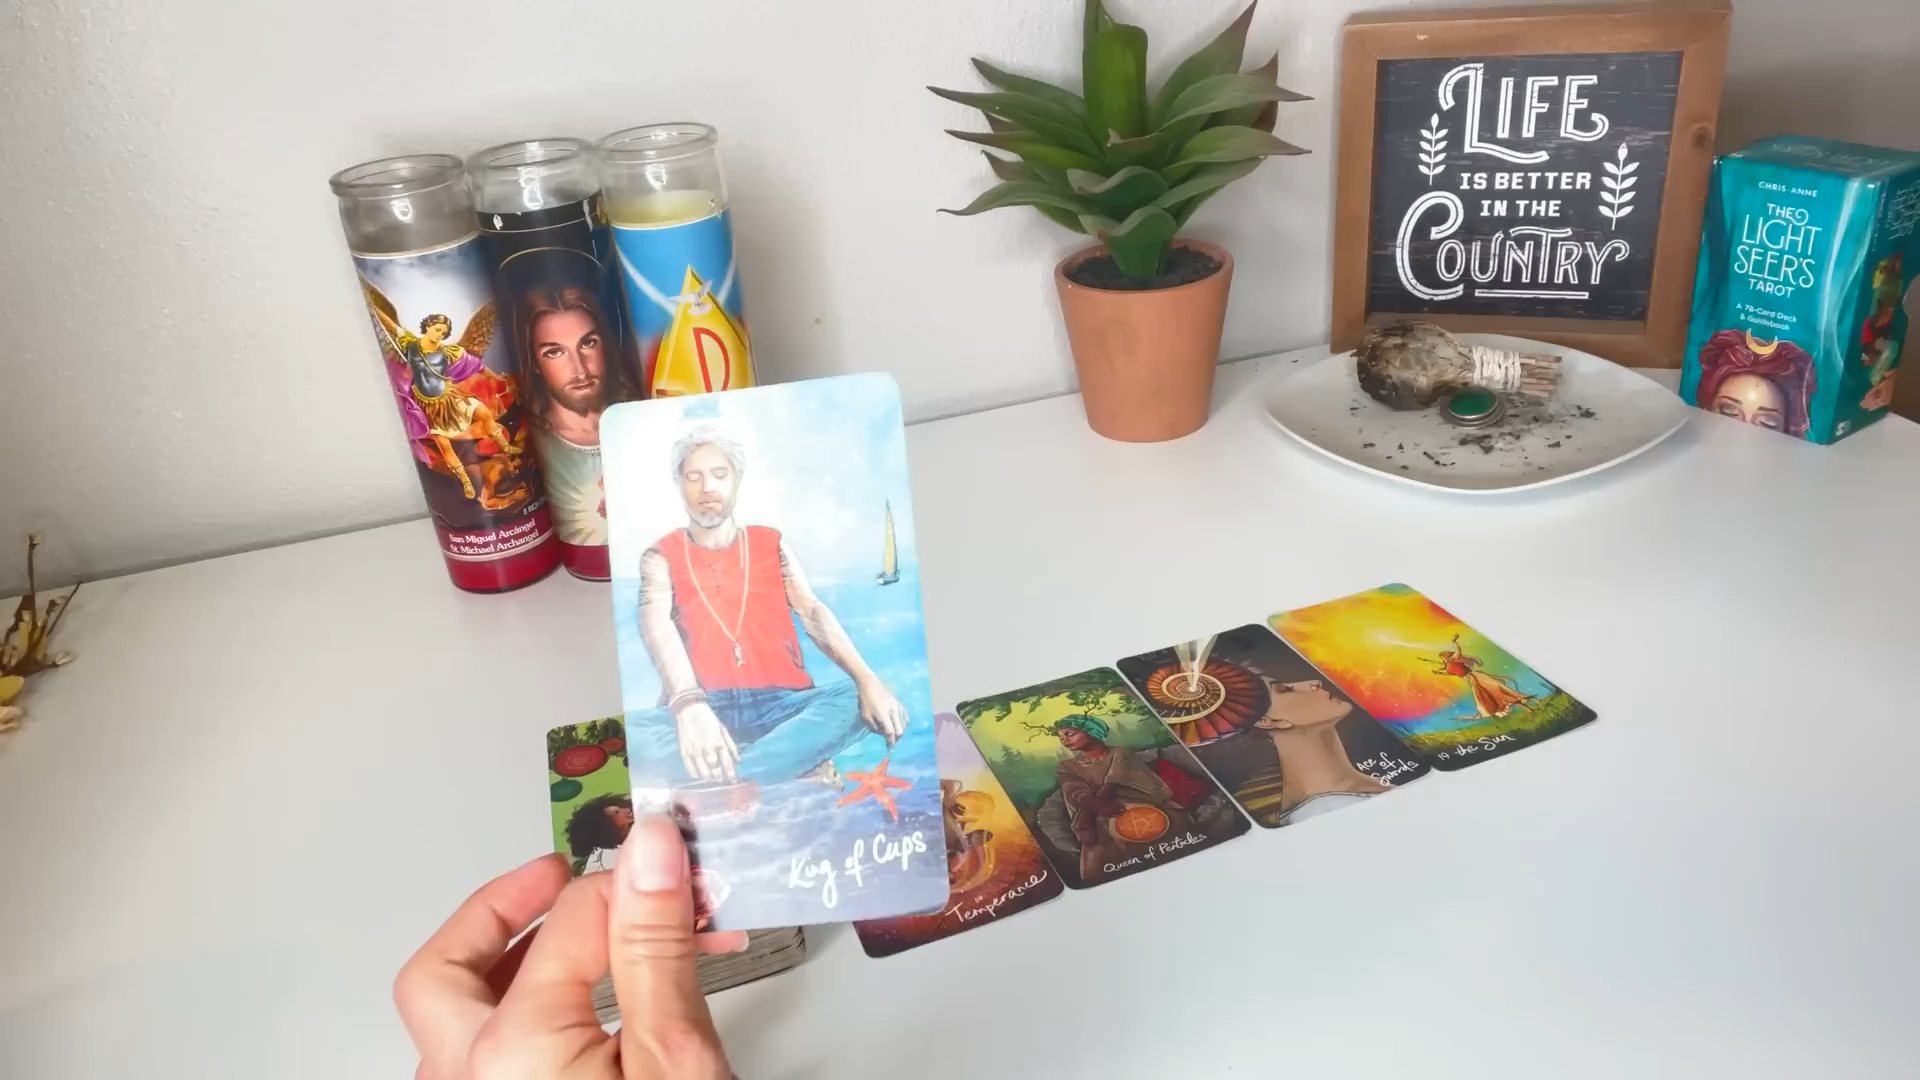 LIFE
IS BETTER
IN THE
COUNTRY
CHRIS-ANNE
THE
LIGHT
SEER'S
TAROT
A 78-Card Deck
& Guidebook
San Miguel Arcángel
St. Michael Archangel
King of Cups
Temperance
Queen of Pentacles
Ace of
Swords
19 the Sun